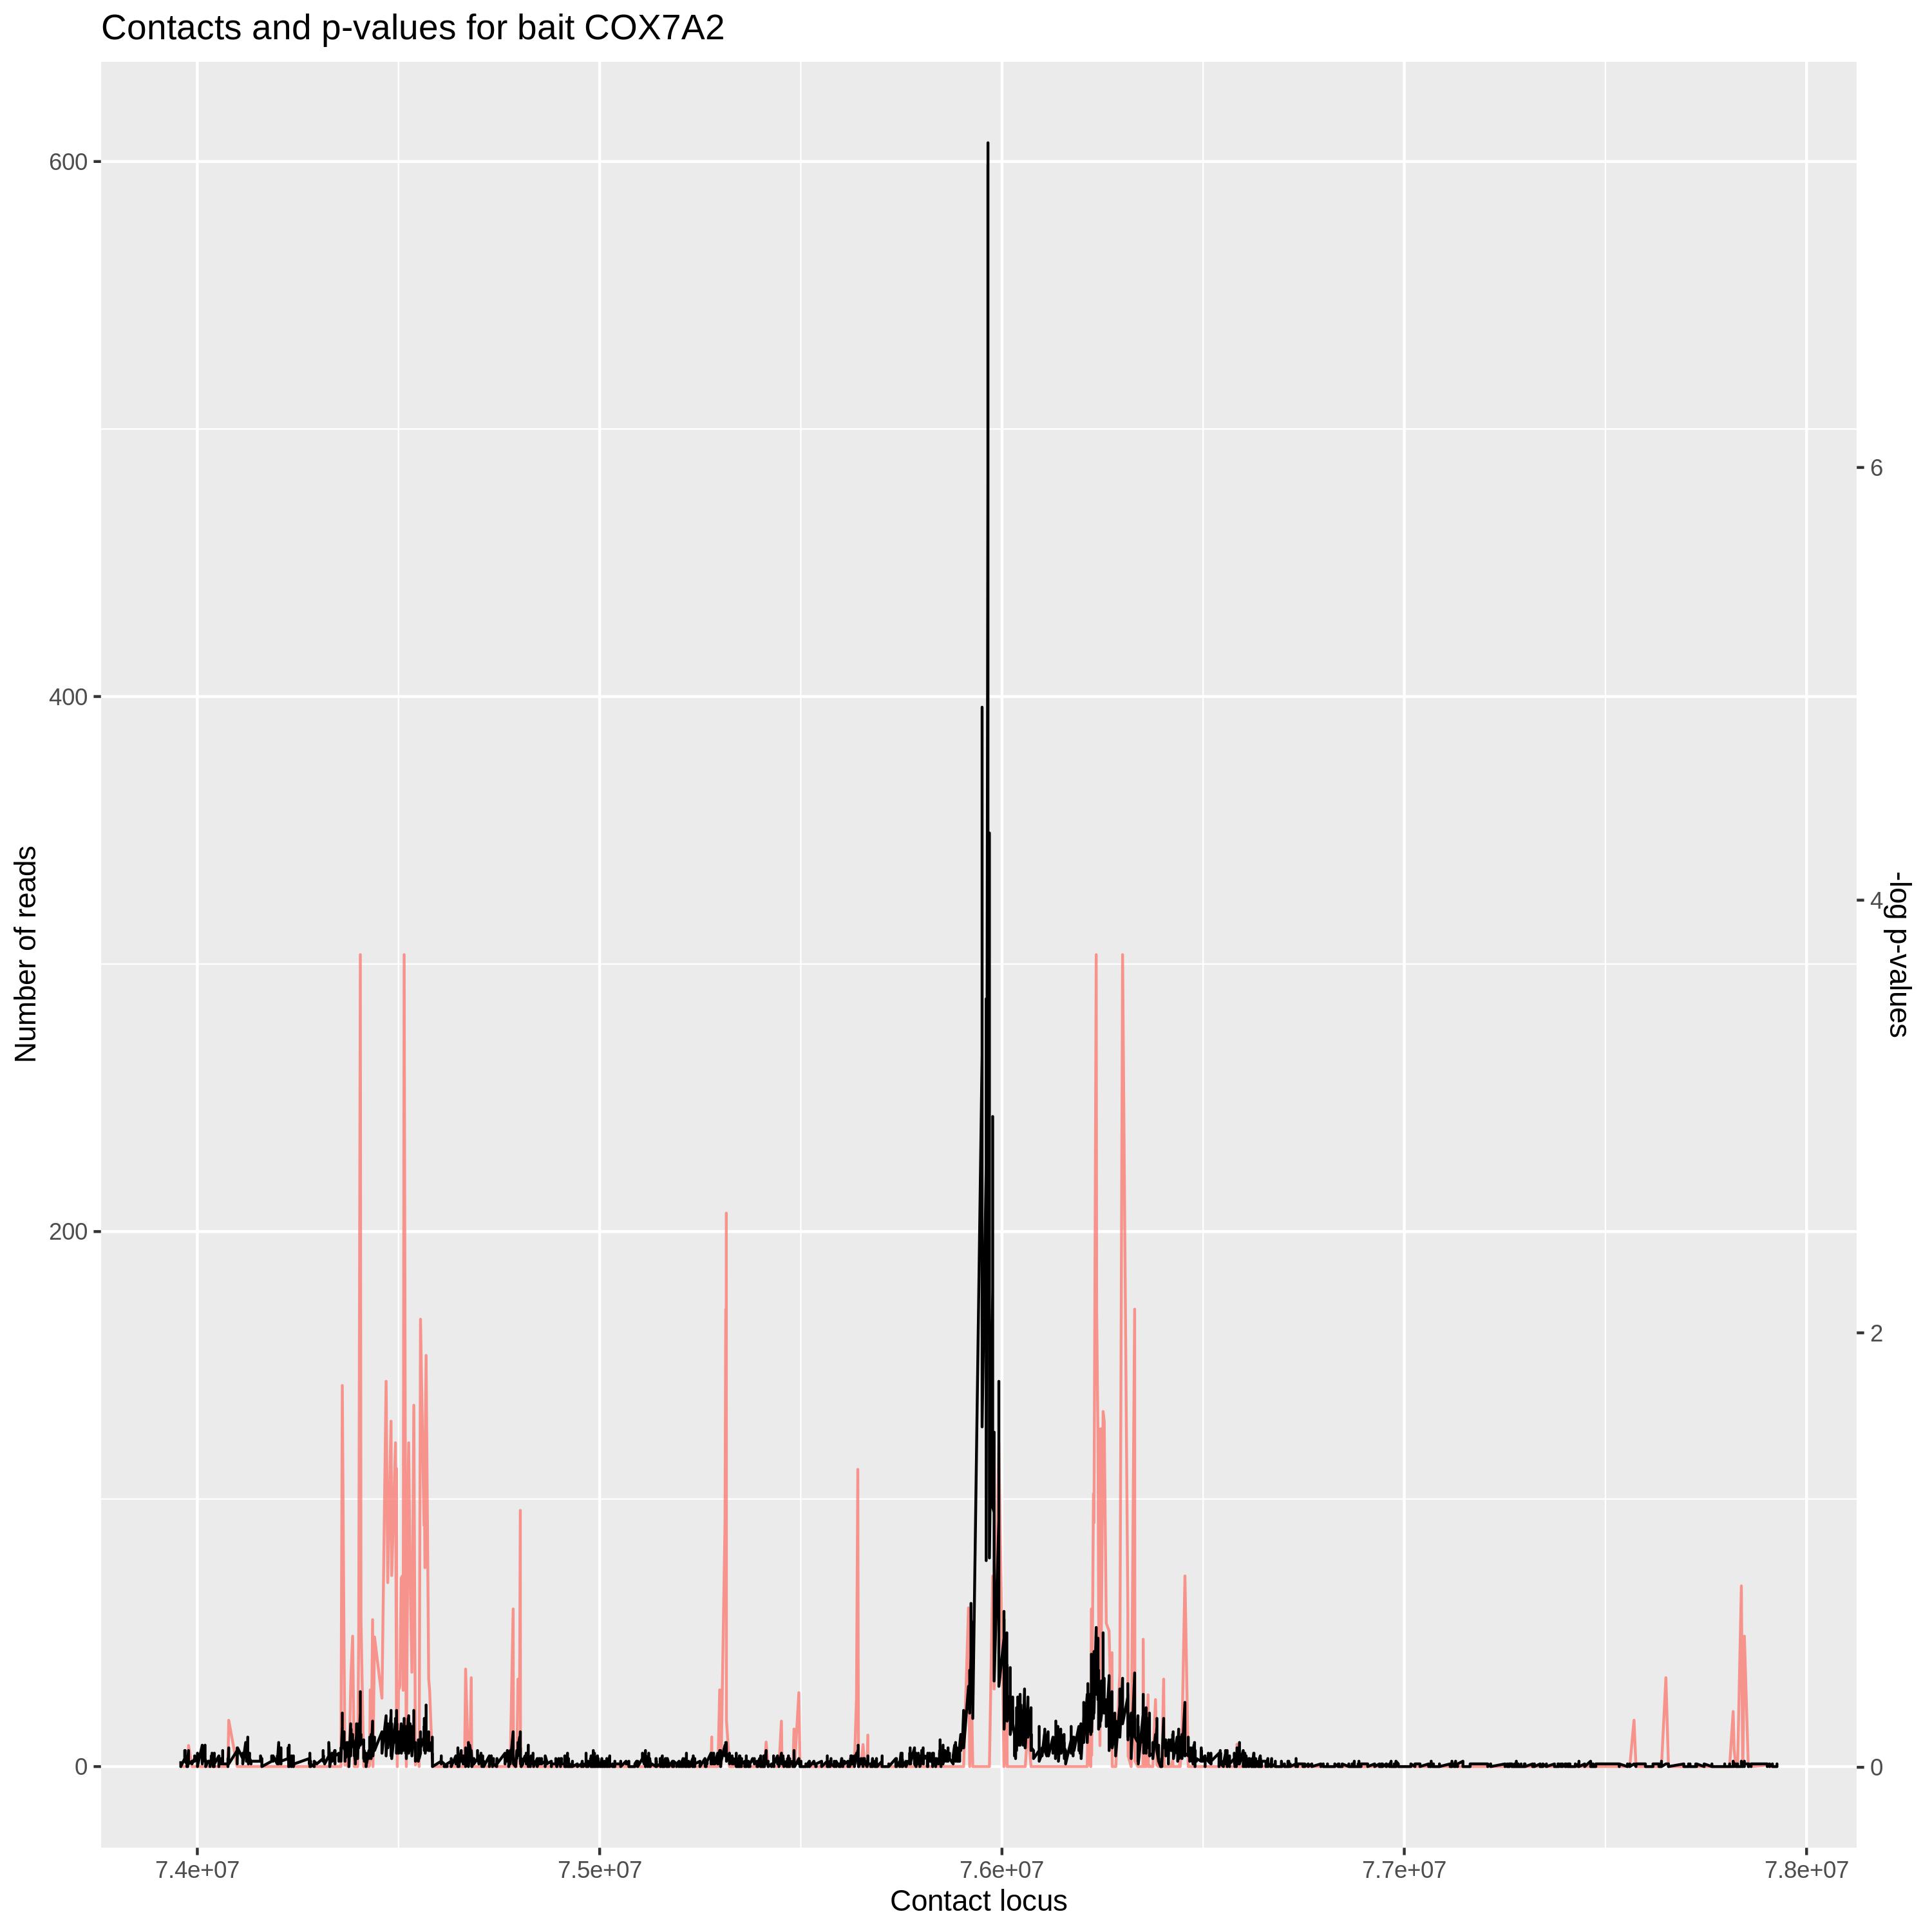 Contacts and p-values for bait COX7A2
600
400
200
0
Number of reads
6
4
2
0
-log p-values
7.4e+07
7.5e+07
7.6e+07
7.7e+07
7.8e+07
Contact locus